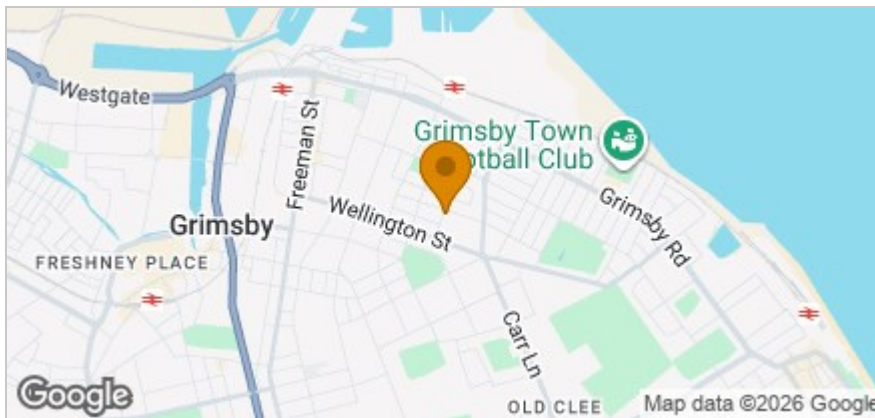 Westgate
Freeman St
Grimsby Town
ootball Club
Grimsby
Wellington St
Grimsby Rd
FRESHNEY PLACE
Carr Ln
OLD CLEE
Google
Map data ©2026 Google